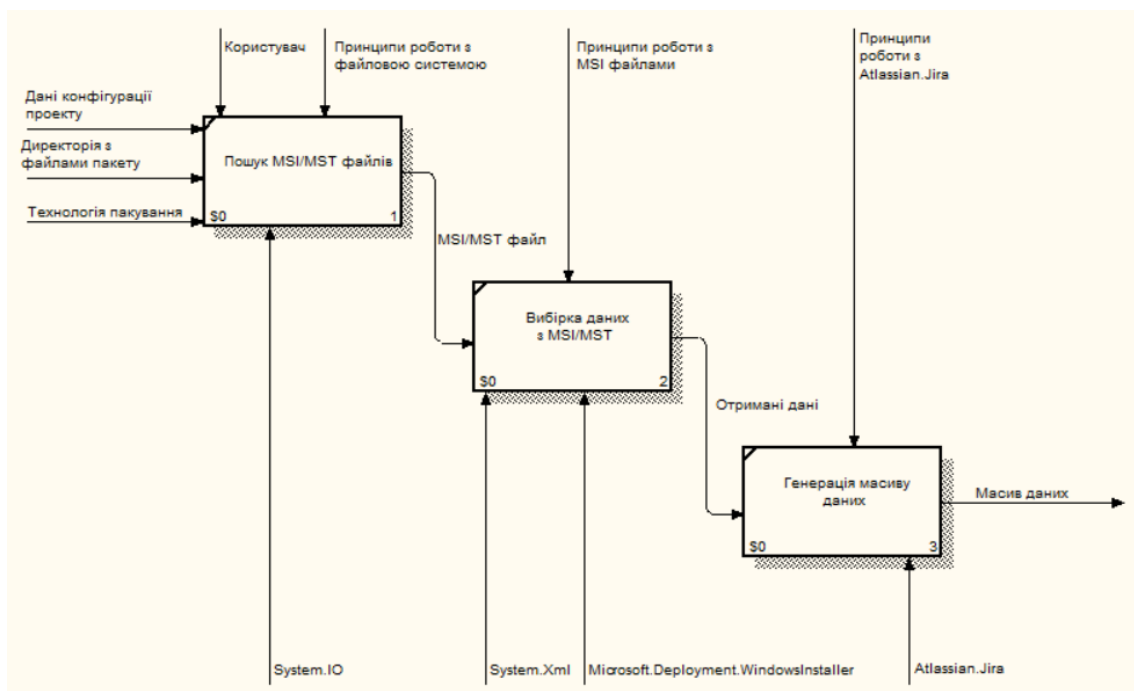 Користувач
Принципи роботи з
файловою системою
Принципи роботи з
MSI файлами
Принципи
роботи з
Atlassian.Jira
Дані конфігурації
проекту
Директорія з
файлами пакету
Технологія пакування
Пошук MSI/MST файлів
$0
1
MSI/MST файл
Вибірка даних
з MSI/MST
$0
2
Отримані дані
Генерація масиву
даних
$0
3
Масив даних
System.IO
System.Xml
Microsoft.Deployment.WindowsInstaller
Atlassian.Jira